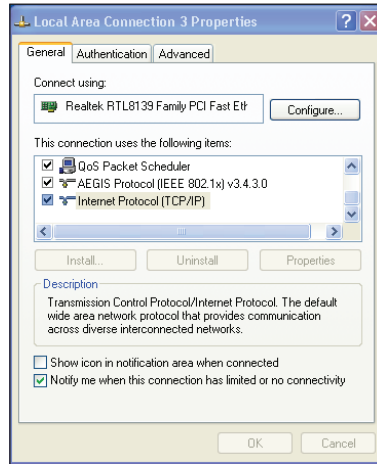 Local Area Connection 3 Properties
General Authentication Advanced
Connect using:
Realtek RTL8139 Family PCI Fast Eth
Configure...
This connection uses the following items:
QoS Packet Scheduler
AEGIS Protocol (IEEE 802.1x) v3.4.3.0
Internet Protocol (TCP/IP)
Install... Uninstall Properties
Description
Transmission Control Protocol/Internet Protocol. The default
wide area network protocol that provides communication
across diverse interconnected networks.
Show icon in notification area when connected
Notify me when this connection has limited or no connectivity
OK Cancel